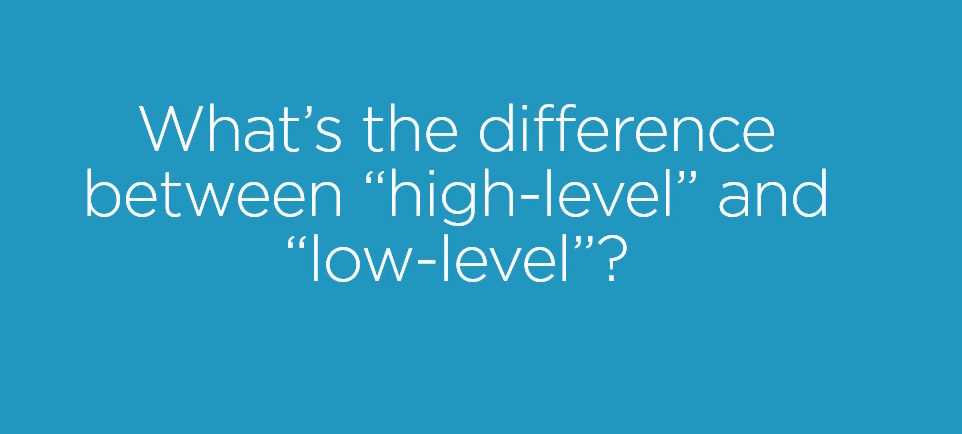 What’s the difference
between “high-level” and
“low-level”?